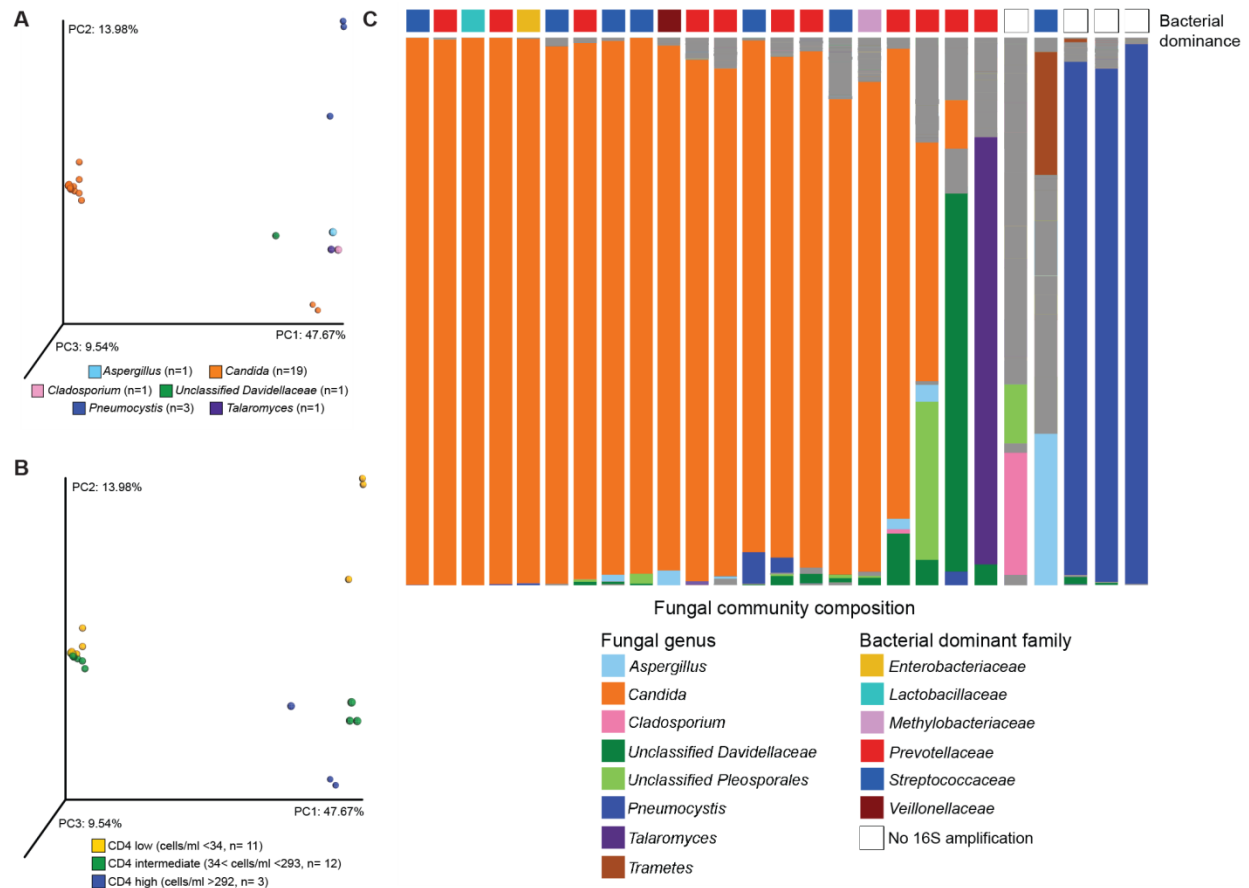 A
PC2: 13.98%
PC1: 47.67%
PC3: 9.54%
Aspergillus (n=1) Candida (n=19)
Cladosporium (n=1) Unclassified Davidellaceae (n=1)
Pneumocystis (n=3) Talaromyces (n=1)
B
PC2: 13.98%
PC1: 47.67%
PC3: 9.54%
CD4 low (cells/ml <34, n= 11)
CD4 intermediate (34< cells/ml <293, n= 12)
CD4 high (cells/ml >292, n= 3)
C
Bacterial
dominance
Fungal community composition
Fungal genus
Aspergillus
Candida
Cladosporium
Unclassified Davidellaceae
Unclassified Pleosporales
Pneumocystis
Talaromyces
Trametes
Bacterial dominant family
Enterobacteriaceae
Lactobacillaceae
Methylobacteriaceae
Prevotellaceae
Streptococcaceae
Veillonellaceae
No 16S amplification